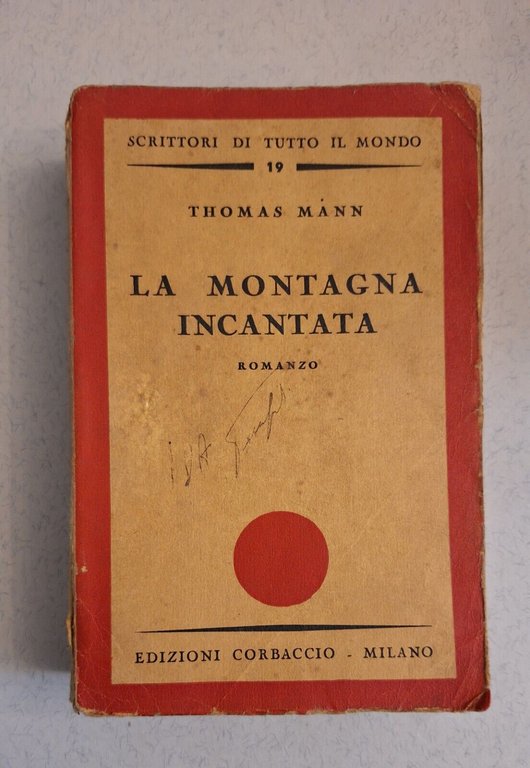 SCRITTORI DI TUTTO IL MONDO
19
THOMAS MANN
LA MONTAGNA
INCANTATA
ROMANZO
EDIZIONI CORBACCIO - MILANO